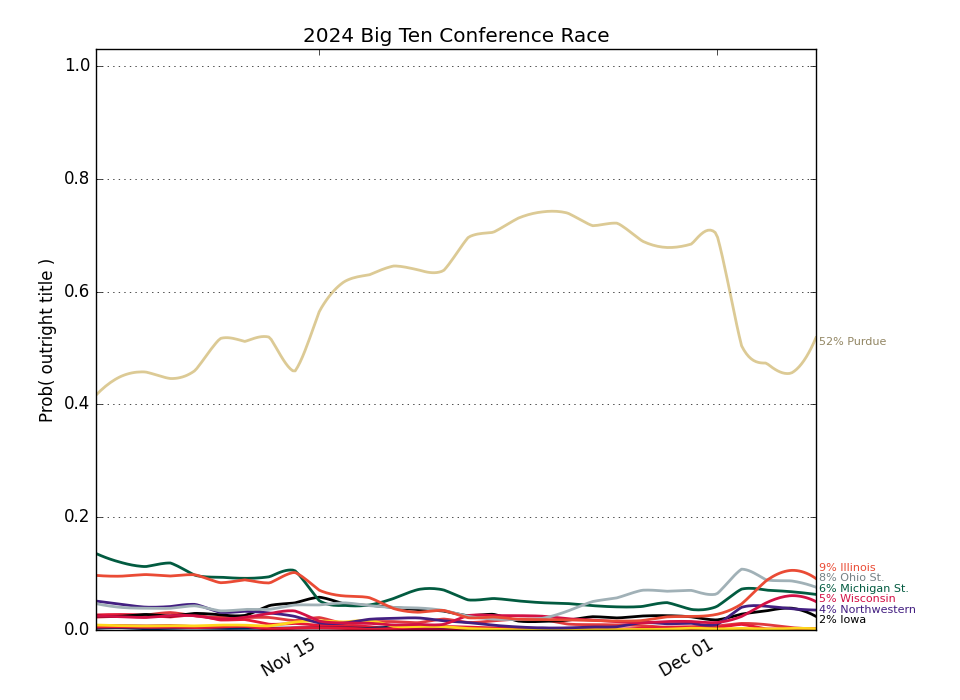 2024 Big Ten Conference Race
1.0
0.8
0.6
0.4
0.2
0.0
Prob( outright title )
Nov 15
Dec 01
52% Purdue
9% Illinois
8% Ohio St.
6% Michigan St.
5% Wisconsin
4% Northwestern
2% Iowa